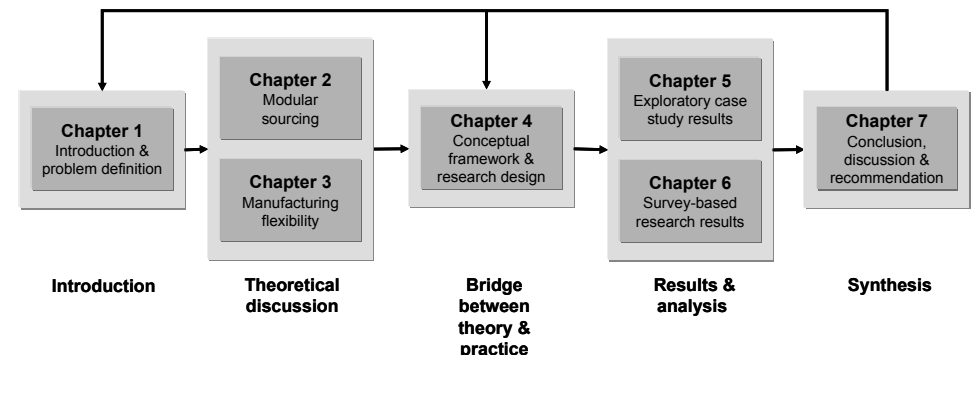 Chapter 1
Introduction &
problem definition
Chapter 2
Modular
sourcing
Chapter 3
Manufacturing
flexibility
Chapter 4
Conceptual
framework &
research design
Chapter 5
Exploratory case
study results
Chapter 6
Survey-based
research results
Chapter 7
Conclusion,
discussion &
recommendation
Introduction
Theoretical
discussion
Bridge
between
theory &
practice
Results &
analysis
Synthesis